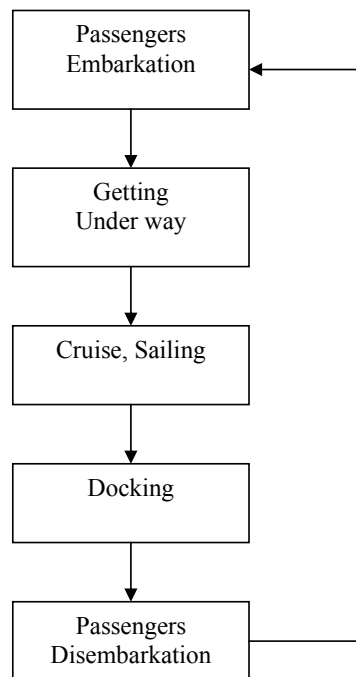 Passengers
Embarkation
Getting
Under way
Cruise, Sailing
Docking
Passengers
Disembarkation